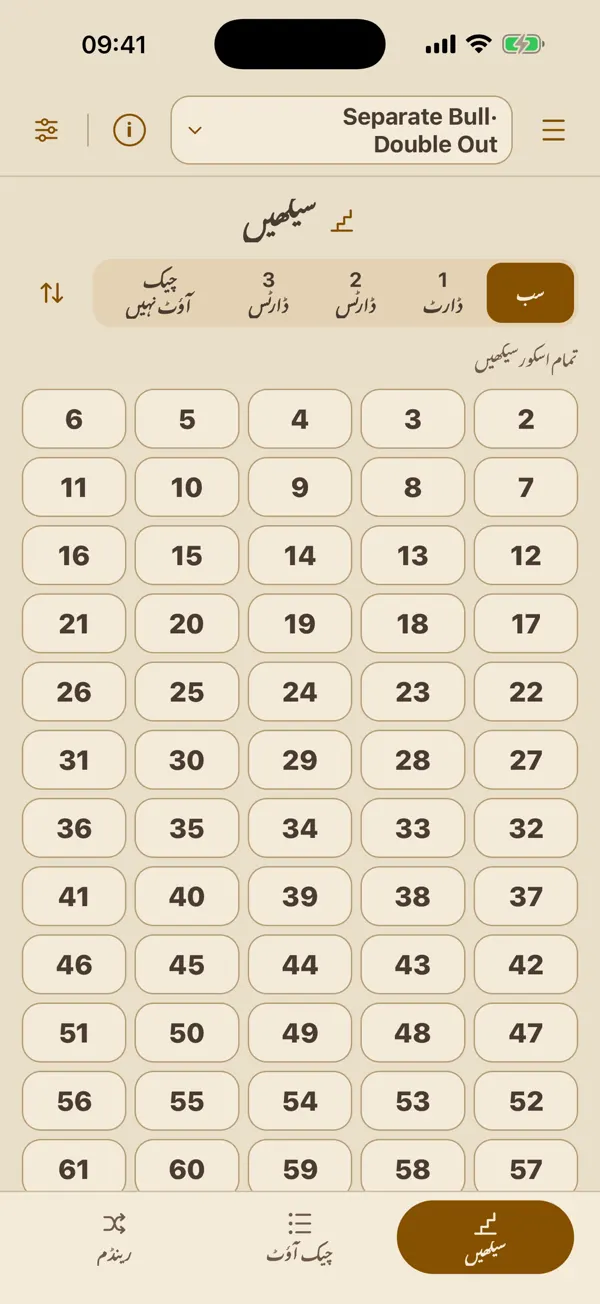 09:41
Separate Bull·
Double Out
سیکھیں
سب
1
ڈارٹ
2
ڈارٹس
3
ڈارٹس
چیک
آؤٹ نہیں
تمام اسکور سیکھیں
2 3 4 5 6
7 8 9 10 11
12 13 14 15 16
17 18 19 20 21
22 23 24 25 26
27 28 29 30 31
32 33 34 35 36
37 38 39 40 41
42 43 44 45 46
47 48 49 50 51
52 53 54 55 56
57 58 59 60 61
سیکھیں
چیک آؤٹ
رینڈم